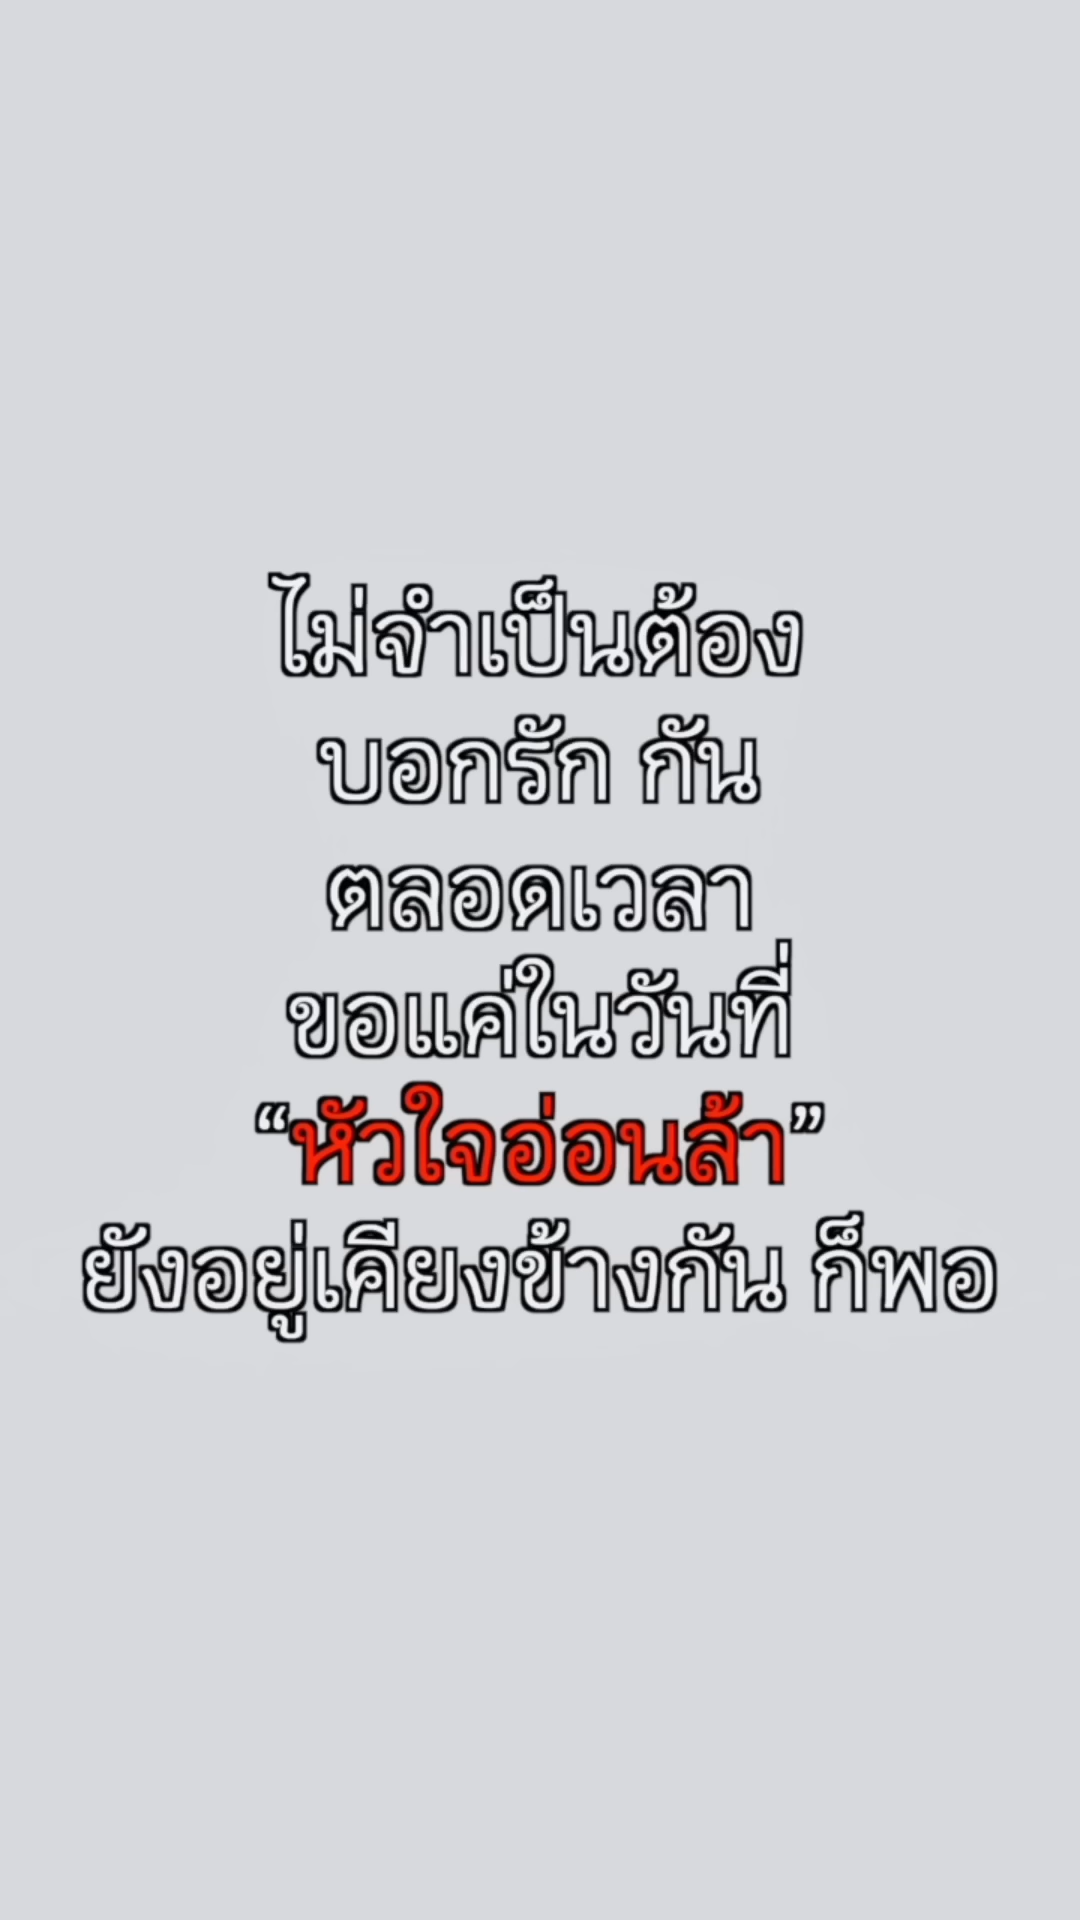 ไม่จำเป็นต้อง
บอกรัก กัน
ตลอดเวลา
ขอแค่ในวันที่
“หัวใจอ่อนล้า”
ยังอยู่เคียงข้างกัน ก็พอ